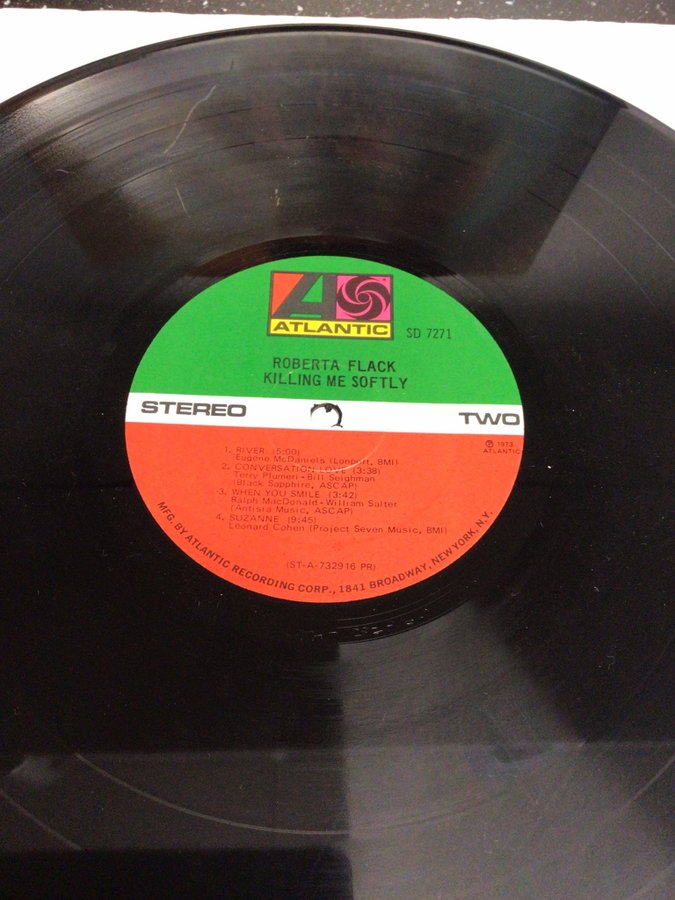 ATLANTIC
SD 7271
ROBERTA FLACK
KILLING ME SOFTLY
STEREO
TWO
℗ 1973
ATLANTIC
1. RIVER (5:00)
Eugene McDaniels (Lonport, BMI)
2. CONVERSATION LOVE (3:38)
Terry Plumeri - Bill Seighman
(Black Sapphire, ASCAP)
3. WHEN YOU SMILE (3:42)
Ralph MacDonald - William Salter
(Antisia Music, ASCAP)
4. SUZANNE (9:45)
Leonard Cohen (Project Seven Music, BMI)
(ST-A-732916 PR)
MFG. BY ATLANTIC RECORDING CORP., 1841 BROADWAY, NEW YORK, N.Y.